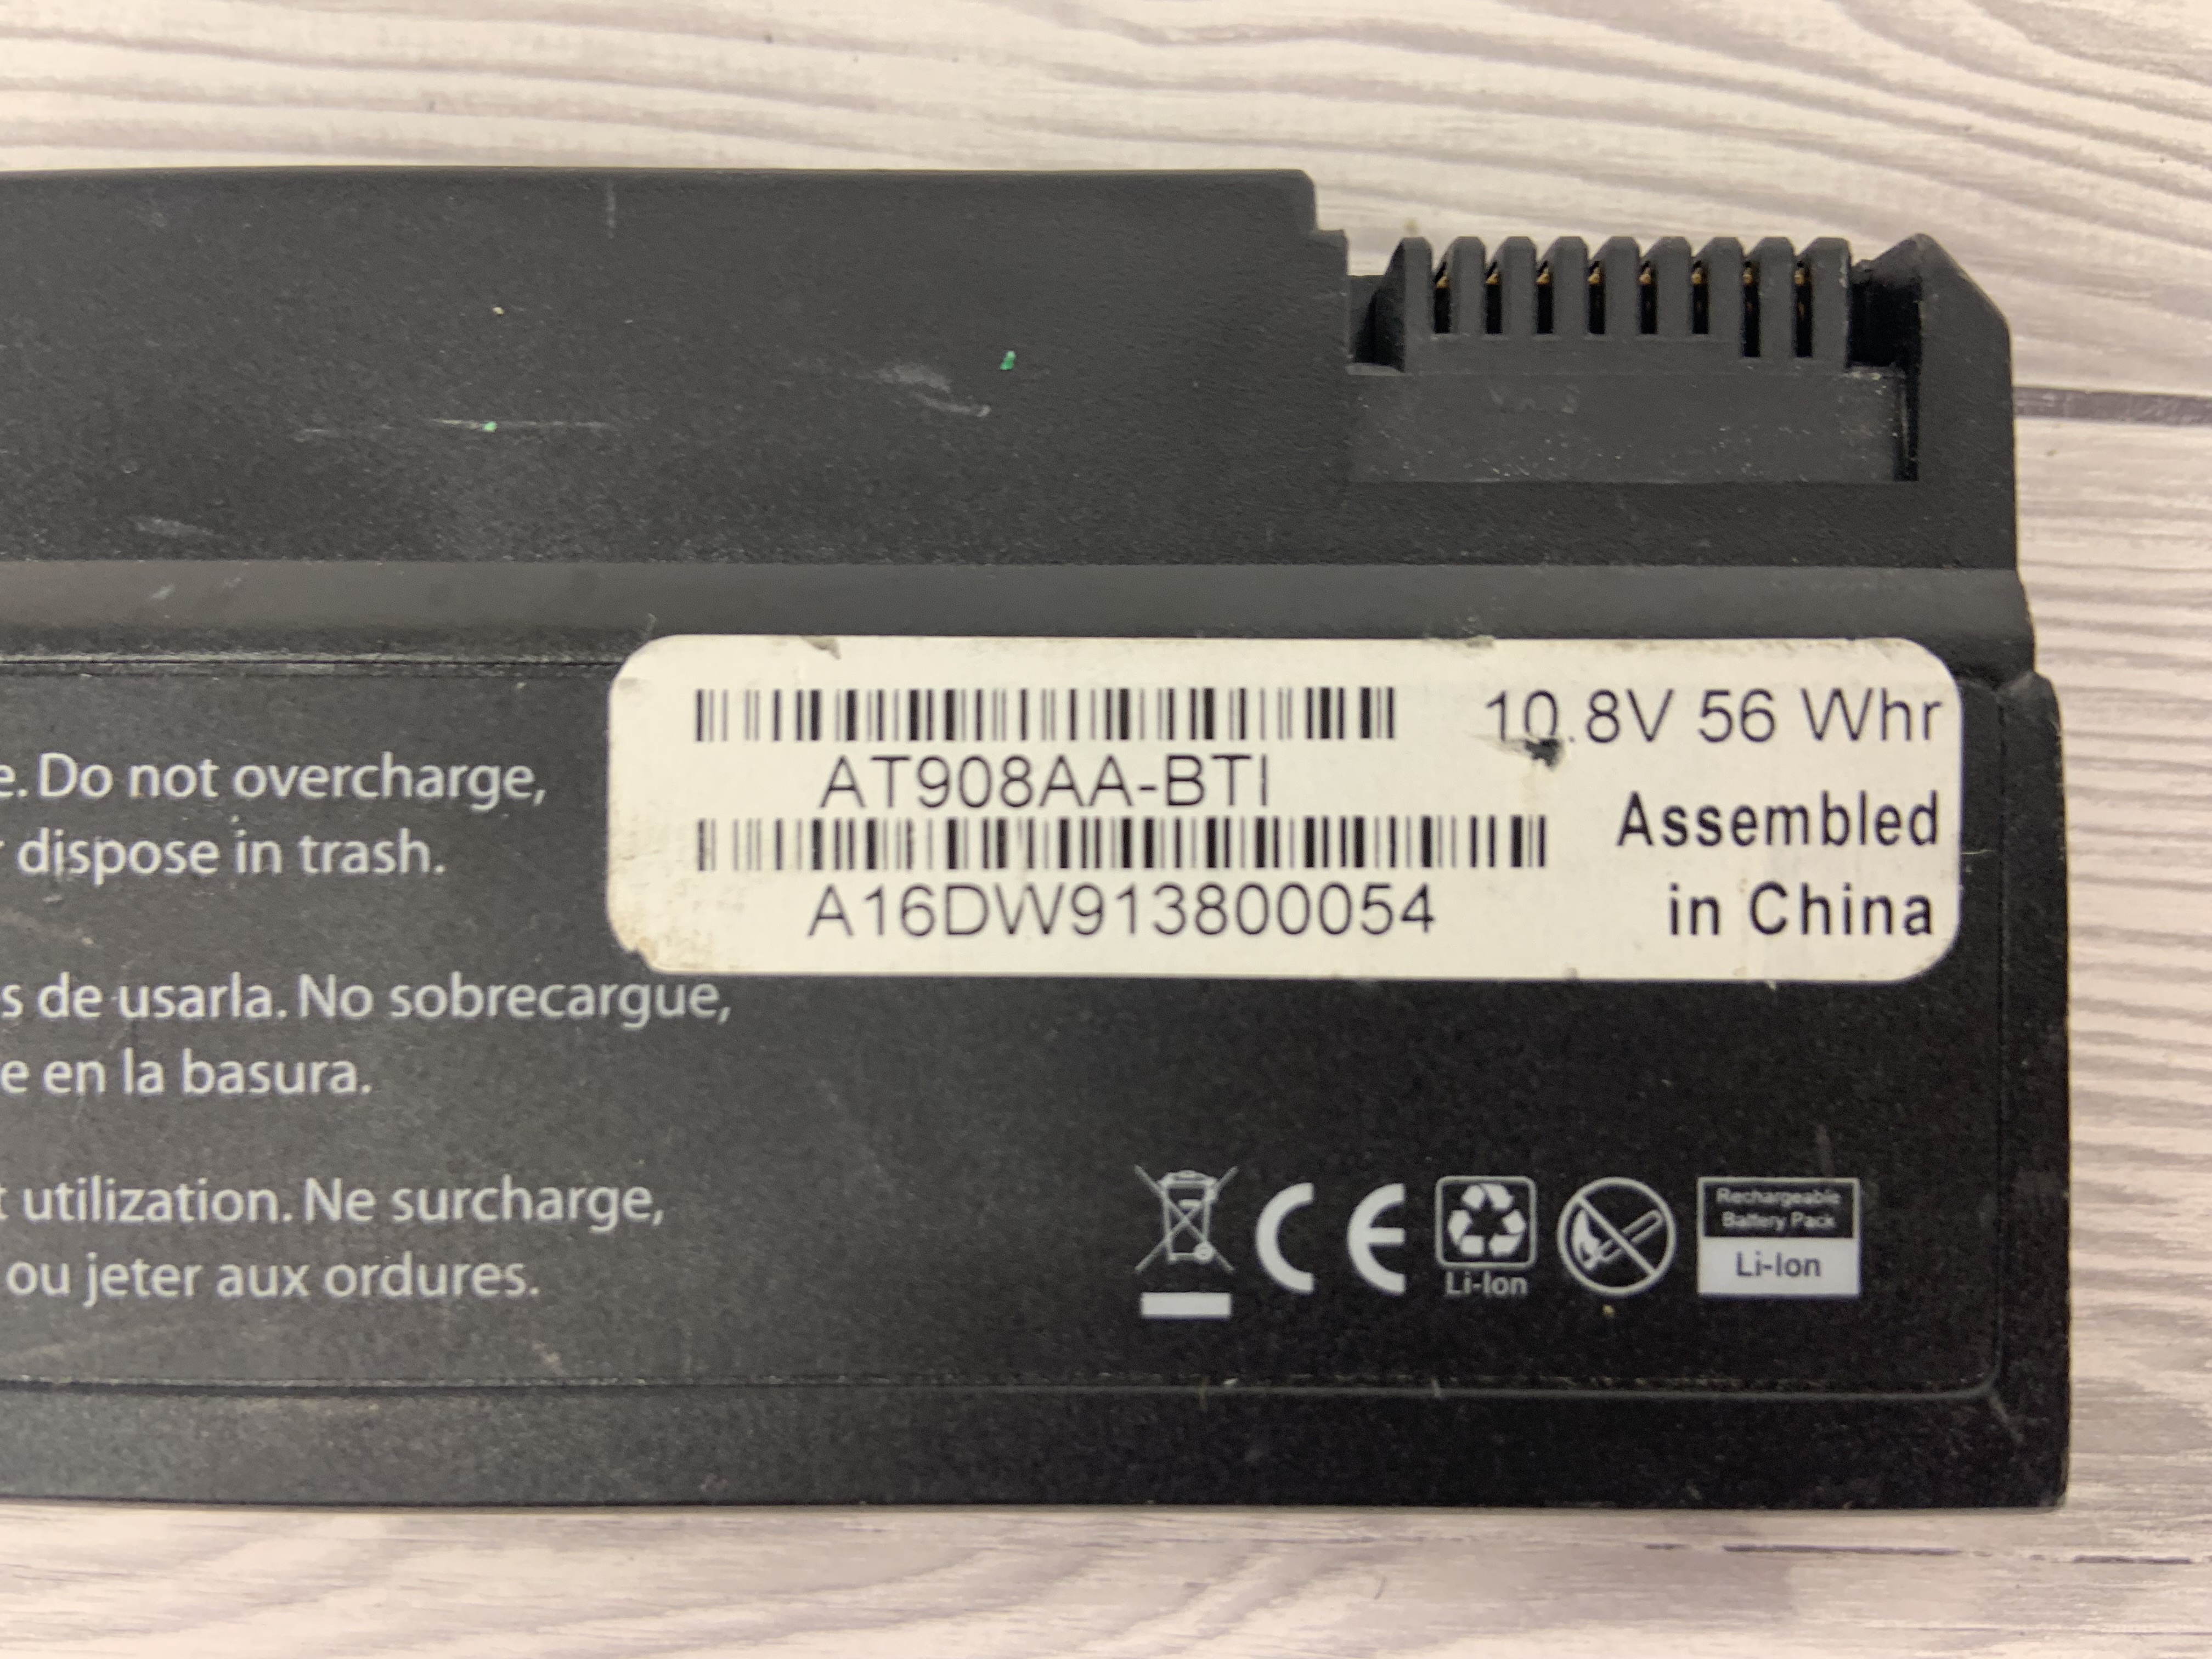 10.8V 56 Whr
AT908AA-BTI
Assembled
A16DW913800054
in China
e. Do not overcharge,
r dispose in trash.
s de usarla. No sobrecargue,
e en la basura.
t utilization. Ne surcharge,
ou jeter aux ordures.
CE
Li-Ion
Rechargeable
Battery Pack
Li-Ion